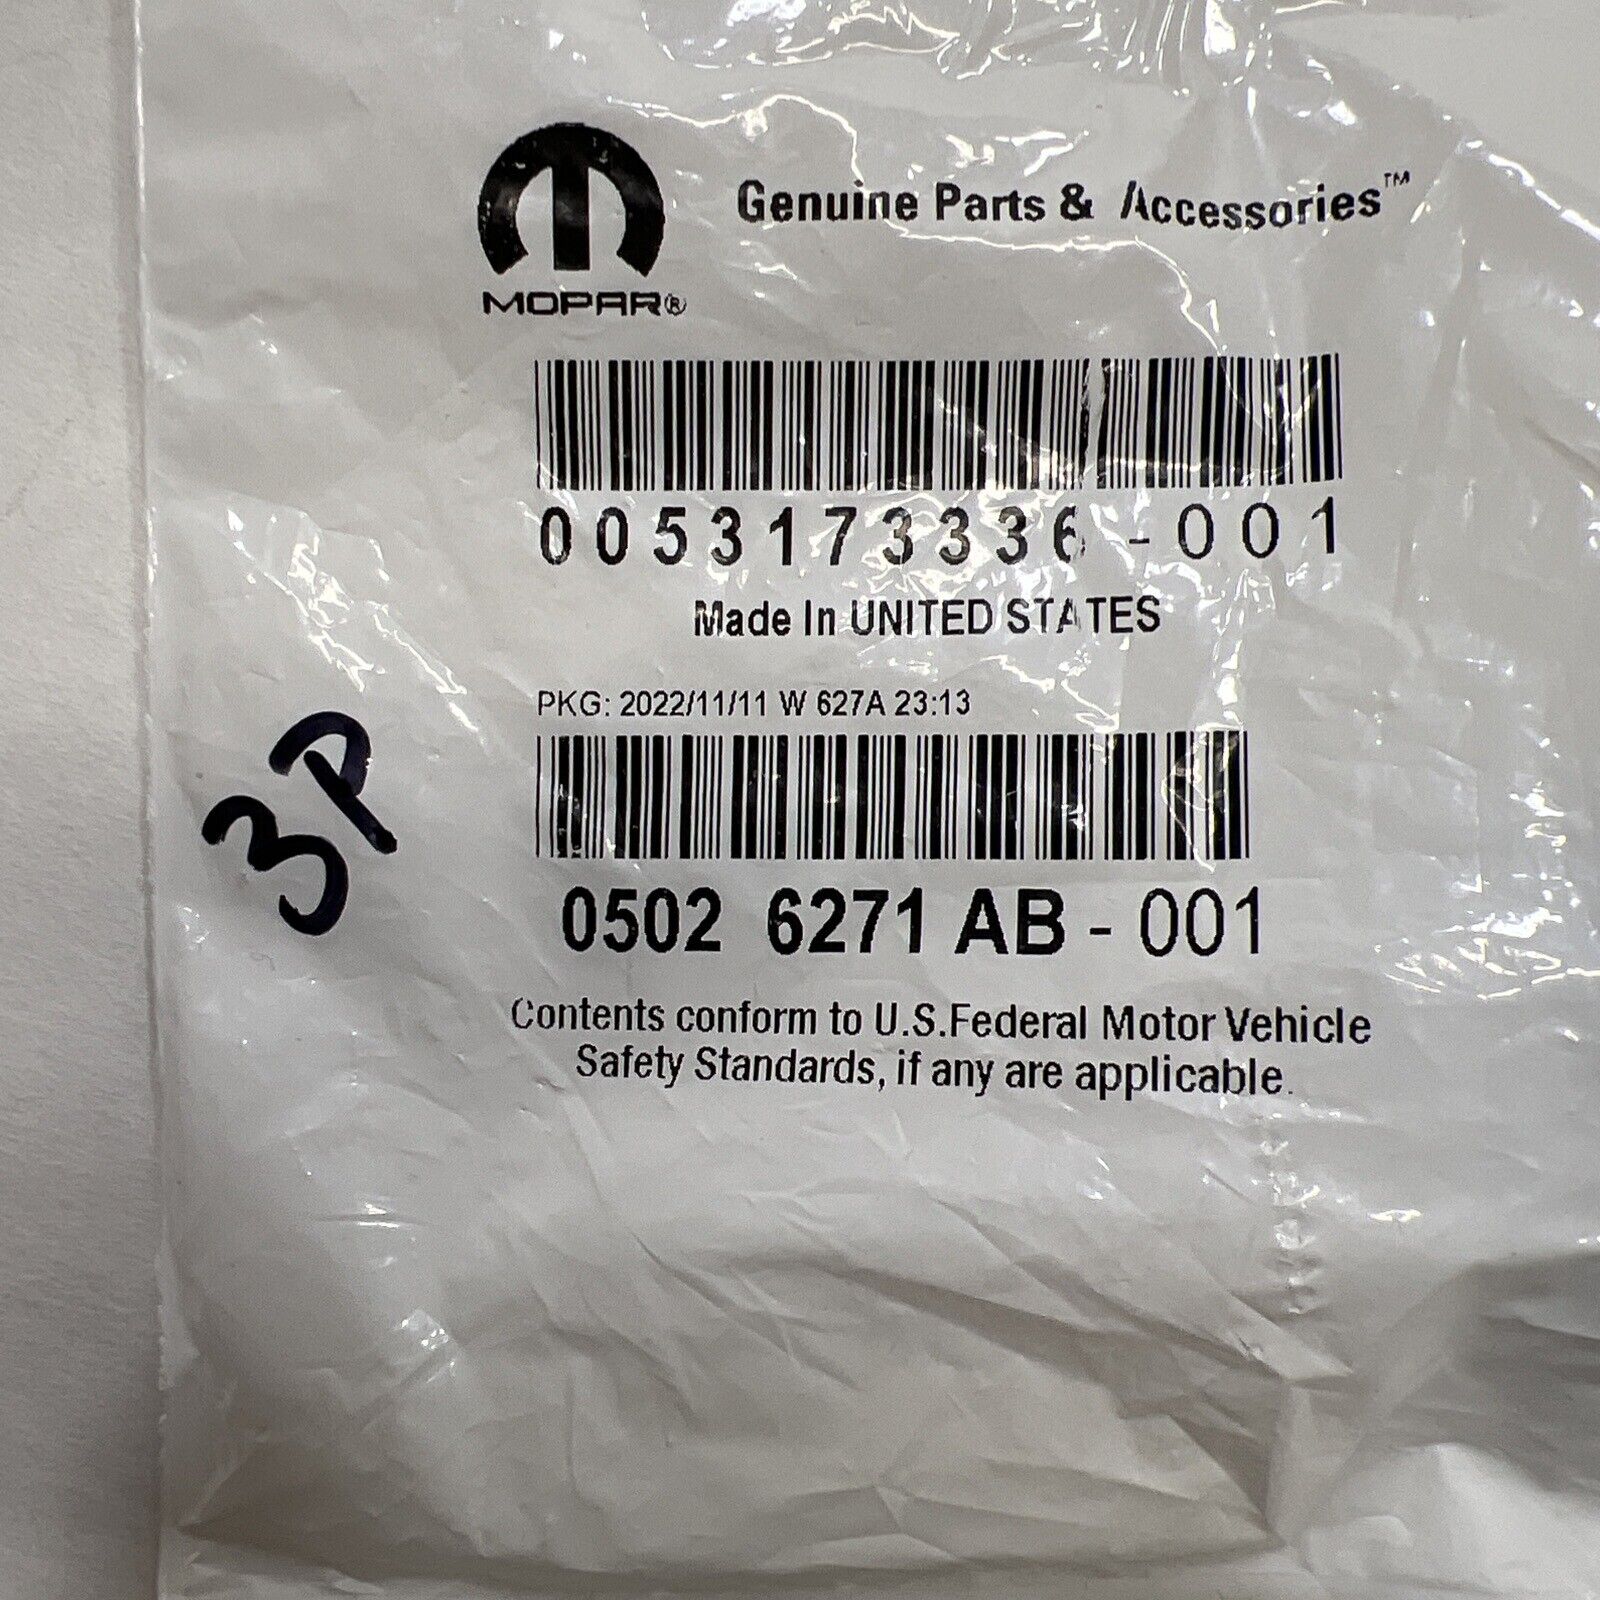 Genuine Parts & Accessories™
MOPAR®
0053173336-001
Made In UNITED STATES
PKG: 2022/11/11 W 627A 23:13
3P
0502 6271 AB - 001
Contents conform to U.S.Federal Motor Vehicle
Safety Standards, if any are applicable.